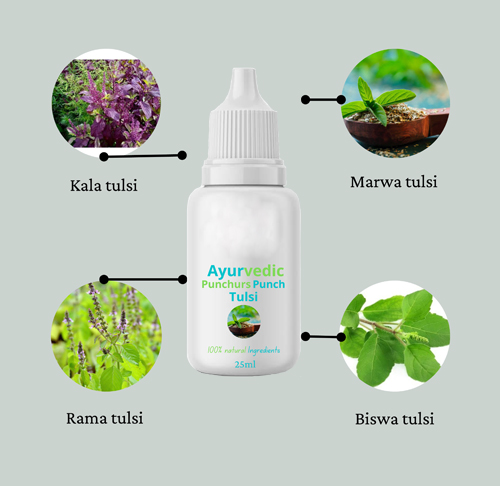 Kala tulsi
Marwa tulsi
Ayurvedic
Punchurs Punch
Tulsi
100% natural Ingredients
25ml
Rama tulsi
Biswa tulsi